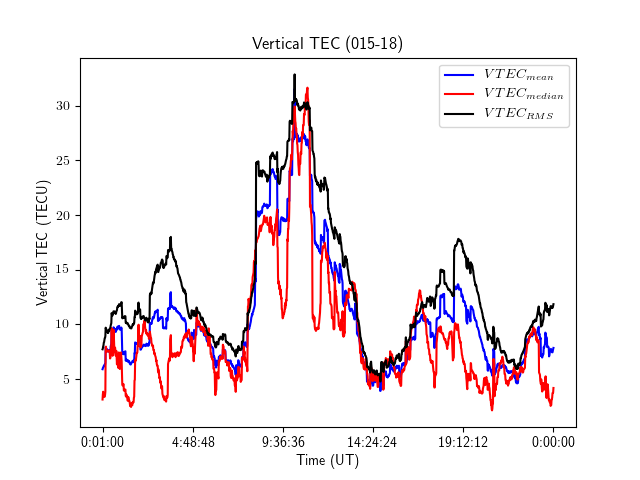 Vertical TEC (015-18)
VTEC_mean
VTEC_median
VTEC_RMS
Vertical TEC (TECU)
30
25
20
15
10
5
0:01:00 4:48:48 9:36:36 14:24:24 19:12:12 0:00:00
Time (UT)